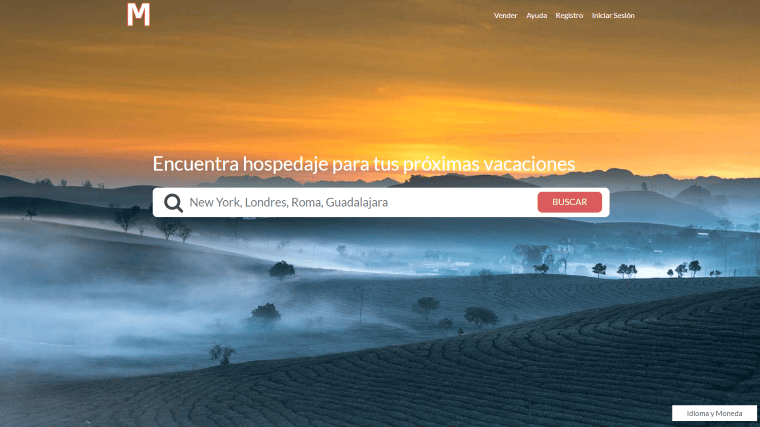 M
Vender Ayuda Registro Iniciar Sesión
Encuentra hospedaje para tus próximas vacaciones
New York, Londres, Roma, Guadalajara
BUSCAR
Idioma y Moneda